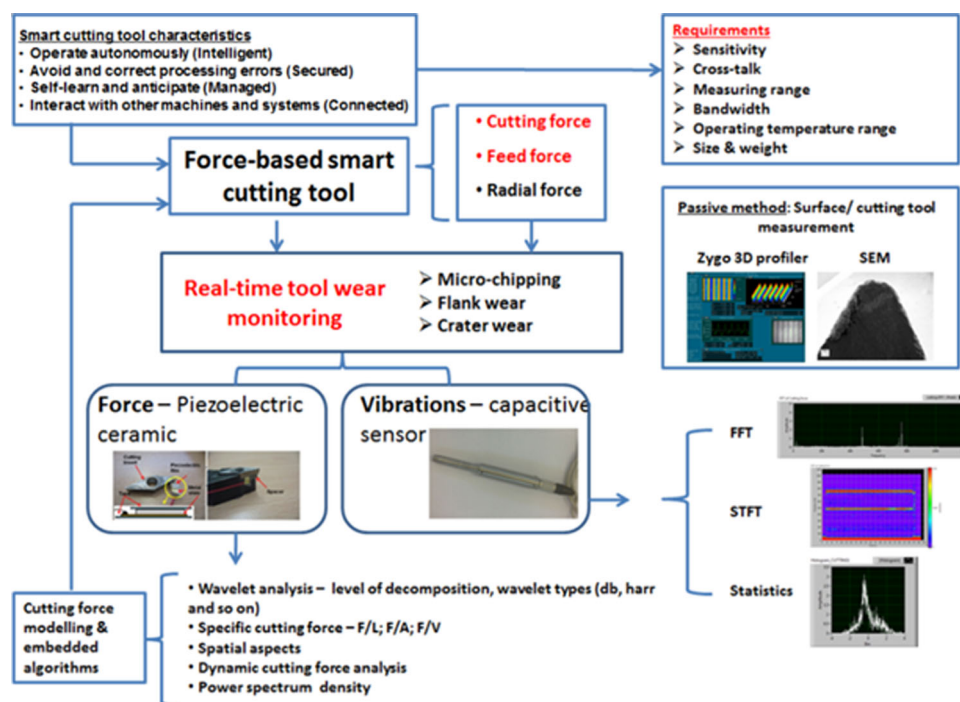 Smart cutting tool characteristics
• Operate autonomously (Intelligent)
• Avoid and correct processing errors (Secured)
• Self-learn and anticipate (Managed)
• Interact with other machines and systems (Connected)
Requirements
➢ Sensitivity
➢ Cross-talk
➢ Measuring range
➢ Bandwidth
➢ Operating temperature range
➢ Size & weight
Force-based smart
cutting tool
• Cutting force
• Feed force
• Radial force
Passive method: Surface/ cutting tool
measurement
Zygo 3D profiler
SEM
Real-time tool wear
monitoring
➢ Micro-chipping
➢ Flank wear
➢ Crater wear
Force – Piezoelectric
ceramic
Vibrations – capacitive
sensor
Spacer
FFT
STFT
Statistics
Cutting force
modelling &
embedded
algorithms
• Wavelet analysis – level of decomposition, wavelet types (db, harr
and so on)
• Specific cutting force – F/L; F/A; F/V
• Spatial aspects
• Dynamic cutting force analysis
• Power spectrum density